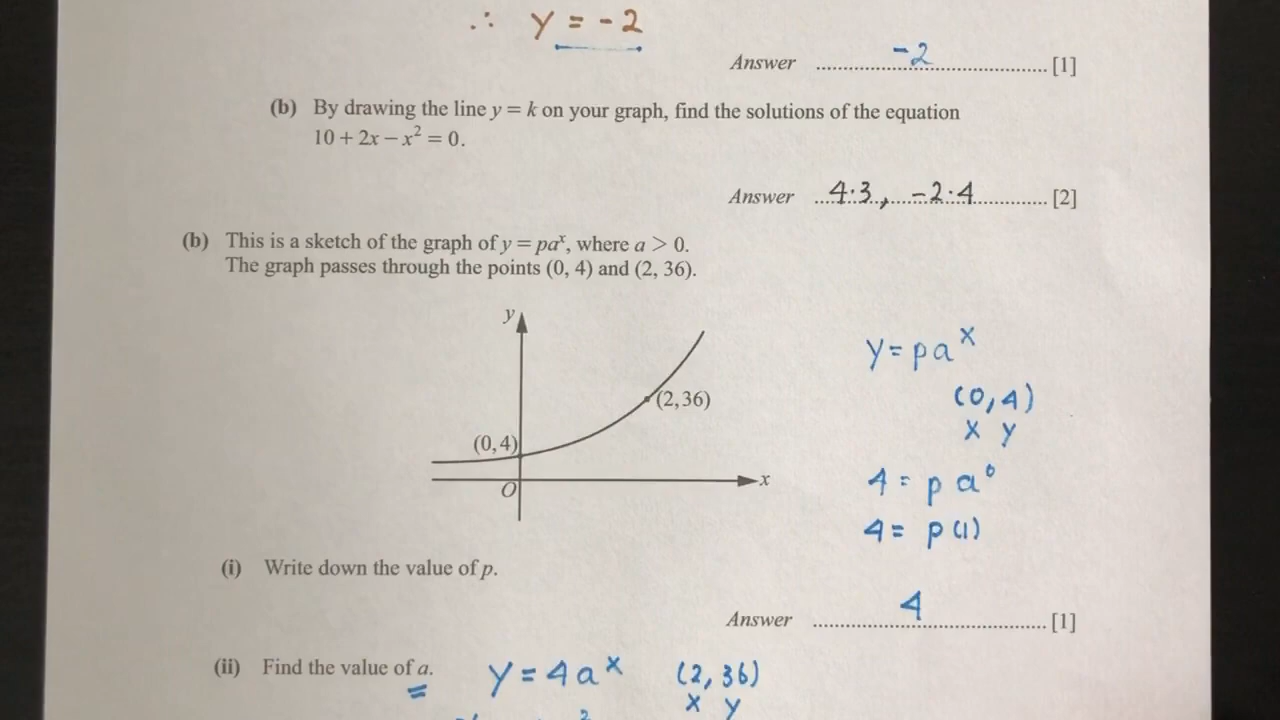 ∴ y = -2
Answer -2 [1]
(b) By drawing the line y = k on your graph, find the solutions of the equation
10 + 2x – x² = 0.
Answer 4.3, -2.4 [2]
(b) This is a sketch of the graph of y = paˣ, where a > 0.
The graph passes through the points (0, 4) and (2, 36).
y
(2, 36)
(0, 4)
O
x
y = paˣ
(0, 4)
x y
4 = p a⁰
4 = p(1)
(i) Write down the value of p.
Answer 4 [1]
(ii) Find the value of a. y = 4aˣ (2, 36)
x y